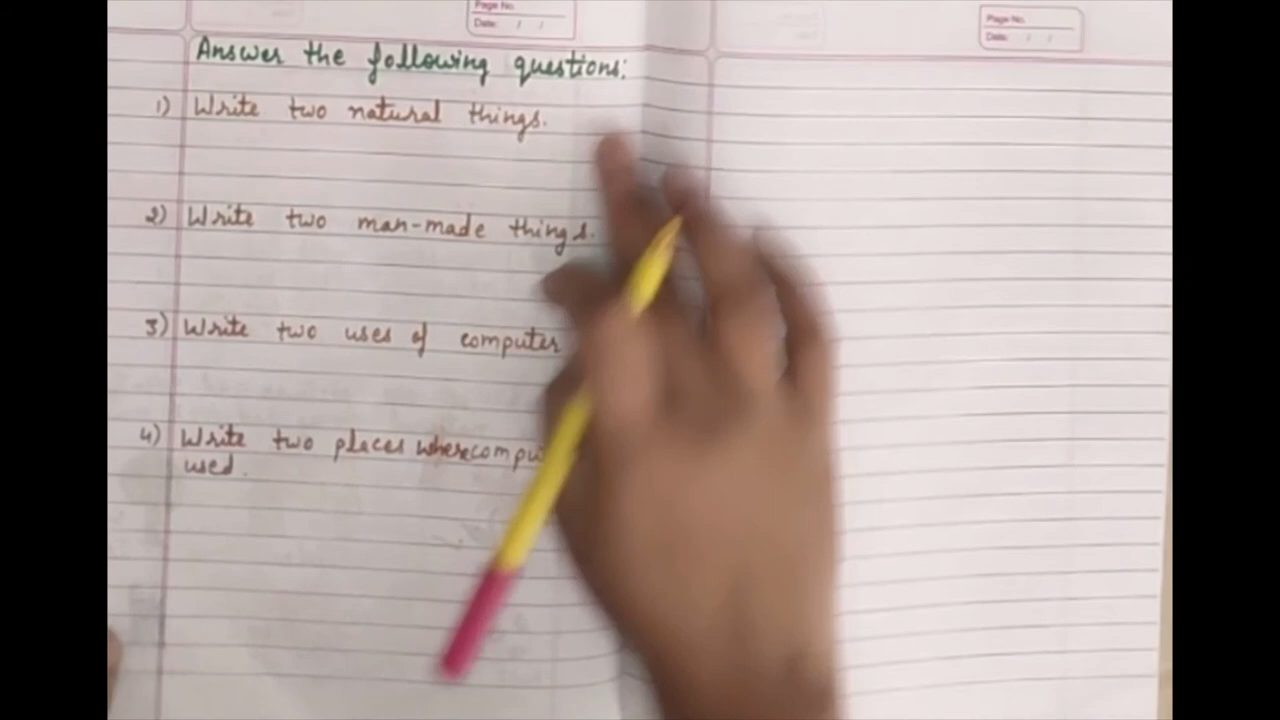 Page No.
Date: / /
Page No.
Date: / /
Answer the following questions:
1) Write two natural things.
2) Write two man-made things.
3) Write two uses of computer
4) Write two places where
used.